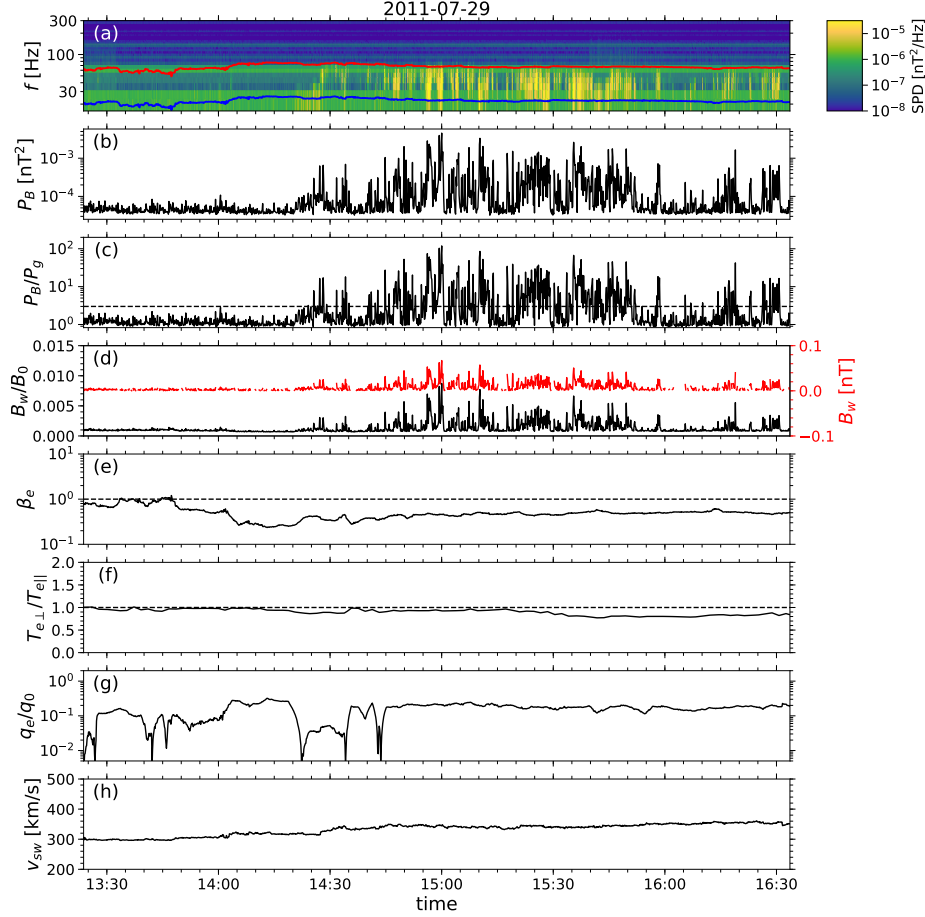 2011-07-29
(a)
f [Hz]
300
100
30
10⁻⁵
10⁻⁶
10⁻⁷
10⁻⁸
SPD [nT²/Hz]
(b)
P_B [nT²]
10⁻³
10⁻⁴
(c)
P_B/P_g
10²
10¹
10⁰
(d)
B_w/B_0
0.015
0.010
0.005
0.000
0.1
0.0
−0.1
B_w [nT]
(e)
β_e
10¹
10⁰
10⁻¹
(f)
T_e⊥/T_e||
2.0
1.5
1.0
0.5
0.0
(g)
q_e/q_0
10⁰
10⁻¹
10⁻²
(h)
v_sw [km/s]
500
400
300
200
13:30 14:00 14:30 15:00 15:30 16:00 16:30
time